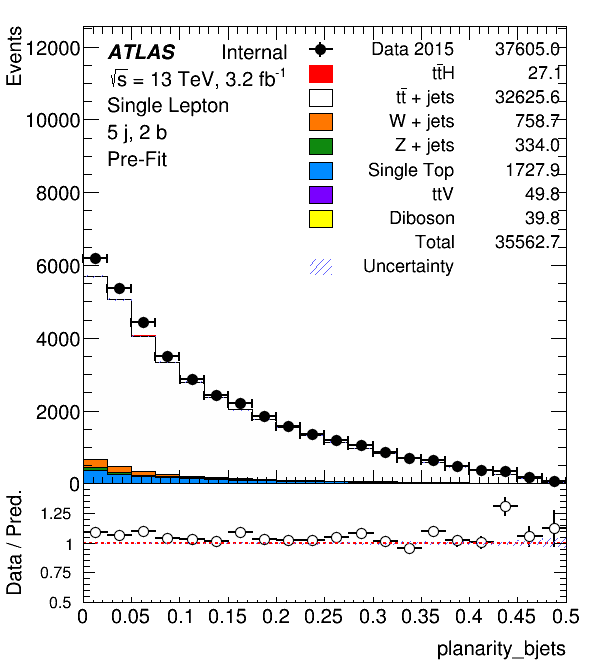 Events
12000
10000
8000
6000
4000
2000
0
ATLAS Internal
√s = 13 TeV, 3.2 fb-1
Single Lepton
5 j, 2 b
Pre-Fit
Data 2015 37605.0
tt̄H 27.1
tt̄ + jets 32625.6
W + jets 758.7
Z + jets 334.0
Single Top 1727.9
ttV 49.8
Diboson 39.8
Total 35562.7
Uncertainty
Data / Pred.
1.25
1
0.75
0.5
0 0.05 0.1 0.15 0.2 0.25 0.3 0.35 0.4 0.45 0.5
planarity_bjets